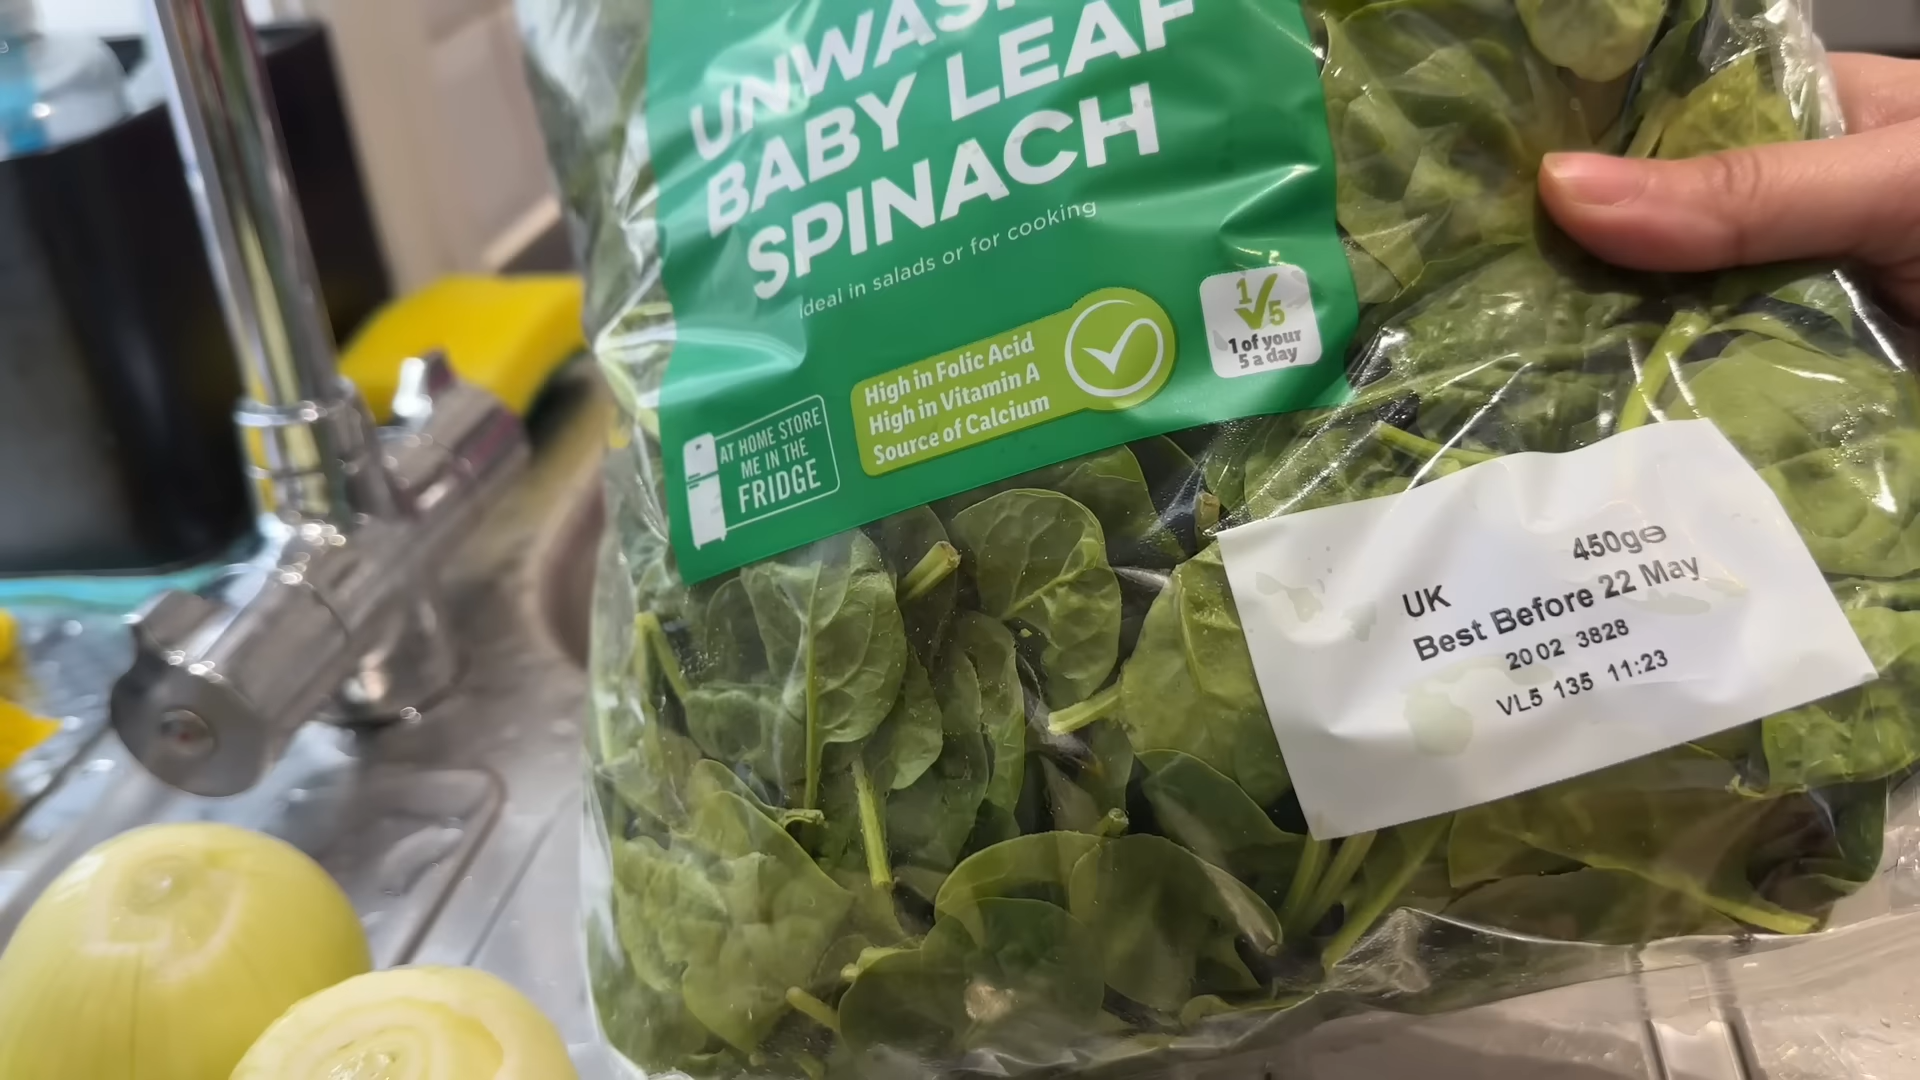 BABY LEAF
SPINACH
ideal in salads or for cooking
High in Folic Acid
High in Vitamin A
Source of Calcium
1/5
1 of your
5 a day
AT HOME STORE
ME IN THE
FRIDGE
450g℮
UK
Best Before 22 May
2002 3828
VL5 135 11:23